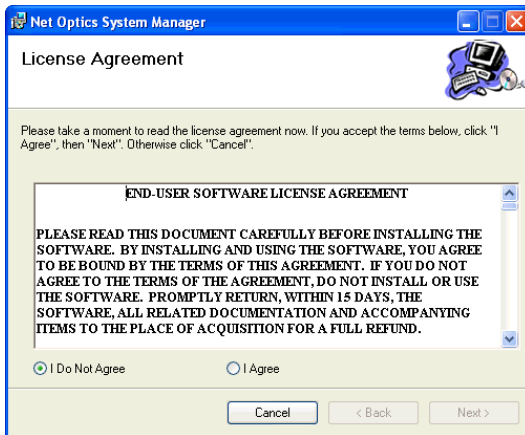 Net Optics System Manager
License Agreement
Please take a moment to read the license agreement now. If you accept the terms below, click "I
Agree", then "Next". Otherwise click "Cancel".
END-USER SOFTWARE LICENSE AGREEMENT
PLEASE READ THIS DOCUMENT CAREFULLY BEFORE INSTALLING THE
SOFTWARE. BY INSTALLING AND USING THE SOFTWARE, YOU AGREE
TO BE BOUND BY THE TERMS OF THIS AGREEMENT. IF YOU DO NOT
AGREE TO THE TERMS OF THE AGREEMENT, DO NOT INSTALL OR USE
THE SOFTWARE. PROMPTLY RETURN, WITHIN 15 DAYS, THE
SOFTWARE, ALL RELATED DOCUMENTATION AND ACCOMPANYING
ITEMS TO THE PLACE OF ACQUISITION FOR A FULL REFUND.
I Do Not Agree
I Agree
Cancel
< Back
Next >